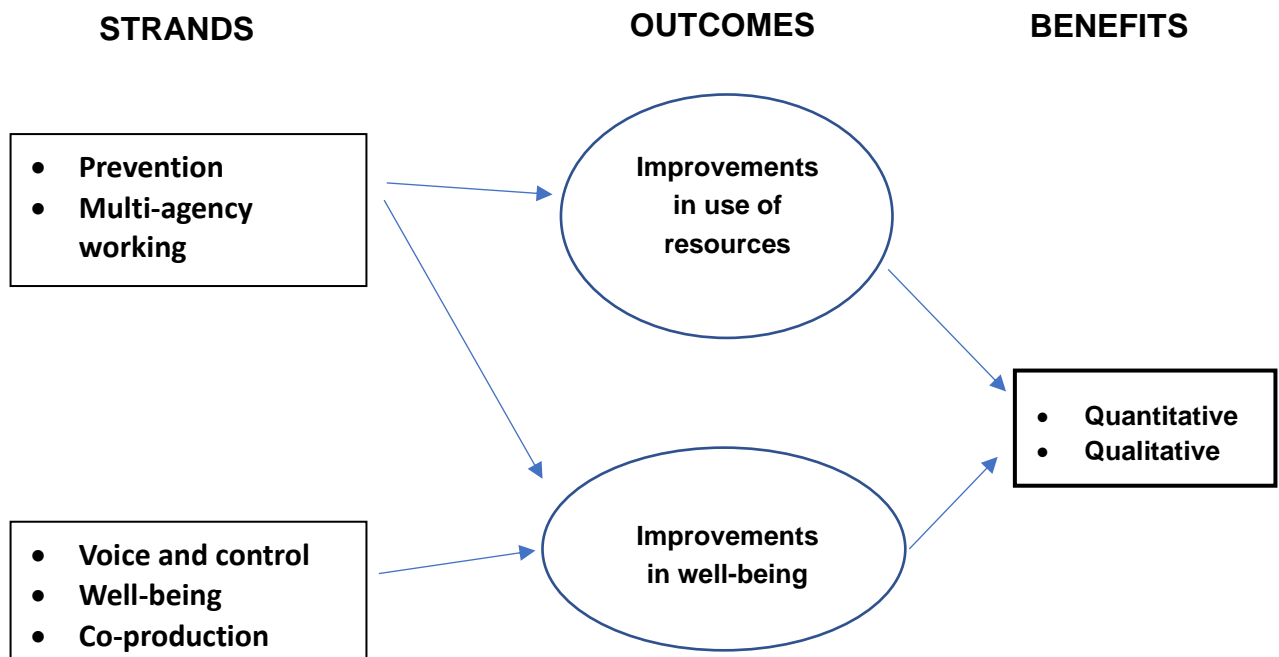 STRANDS
OUTCOMES
BENEFITS
• Prevention
• Multi-agency
working
Improvements
in use of
resources
• Quantitative
• Qualitative
• Voice and control
• Well-being
• Co-production
Improvements
in well-being